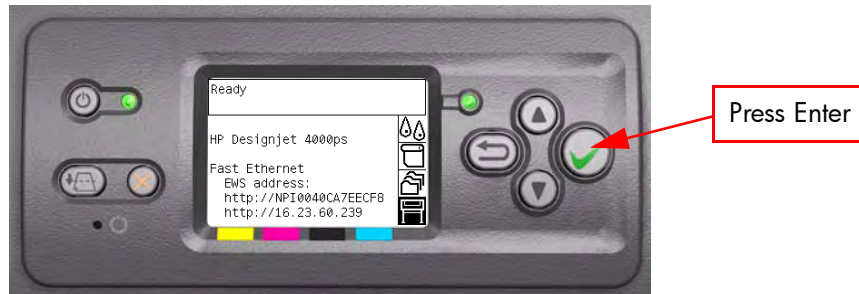 Ready
HP Designjet 4000ps
Fast Ethernet
EWS address:
http://NPI0040CA7EECF8
http://16.23.60.239
Press Enter